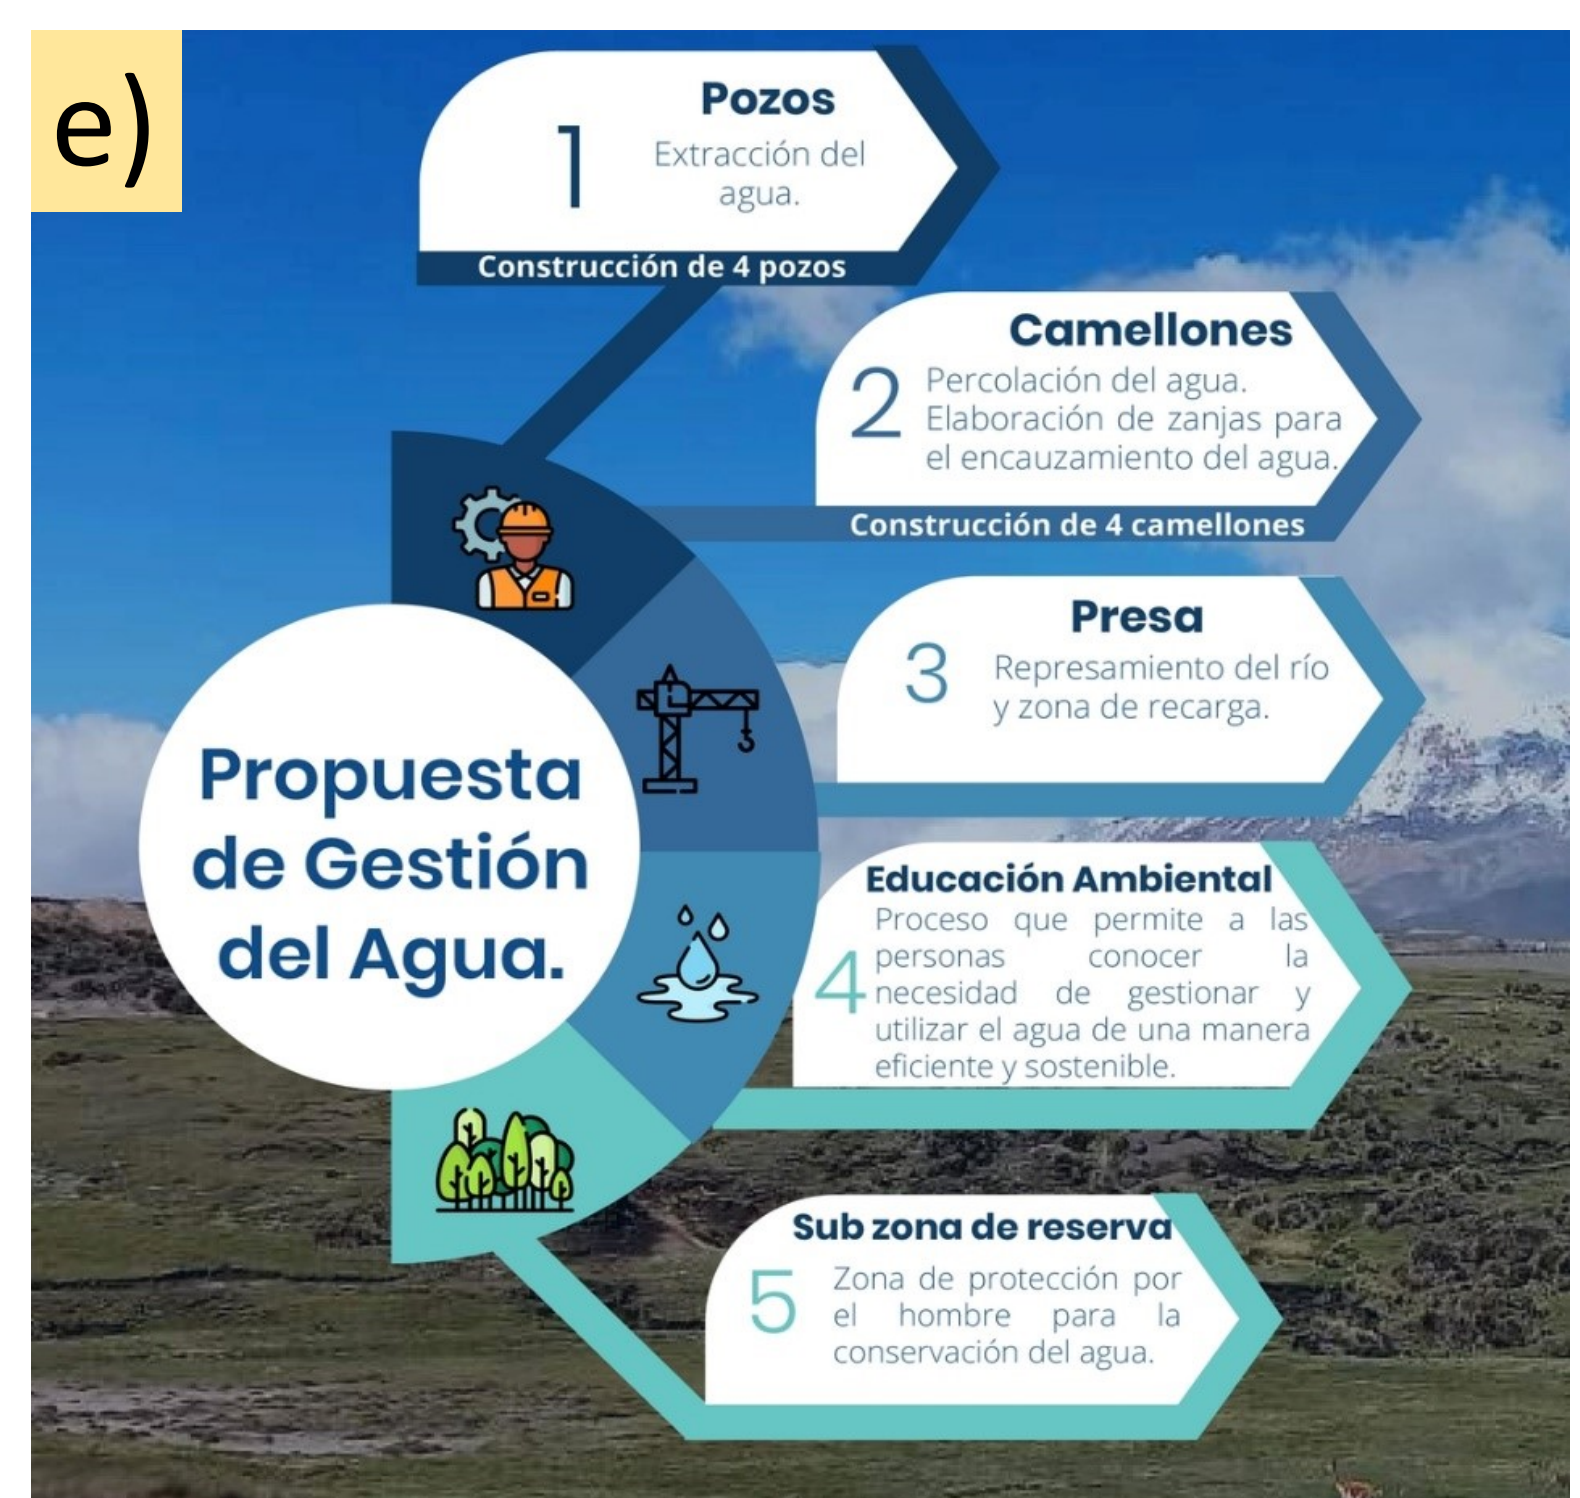 e)
Pozos
1
Extracción del
agua.
Construcción de 4 pozos
Camellones
2
Percolación del agua.
Elaboración de zanjas para
el encauzamiento del agua.
Construcción de 4 camellones
Presa
3
Represamiento del río
y zona de recarga.
Propuesta
de Gestión
del Agua.
Educación Ambiental
4
Proceso que permite a las
personas conocer la
necesidad de gestionar y
utilizar el agua de una manera
eficiente y sostenible.
Sub zona de reserva
5
Zona de protección por
el hombre para la
conservación del agua.